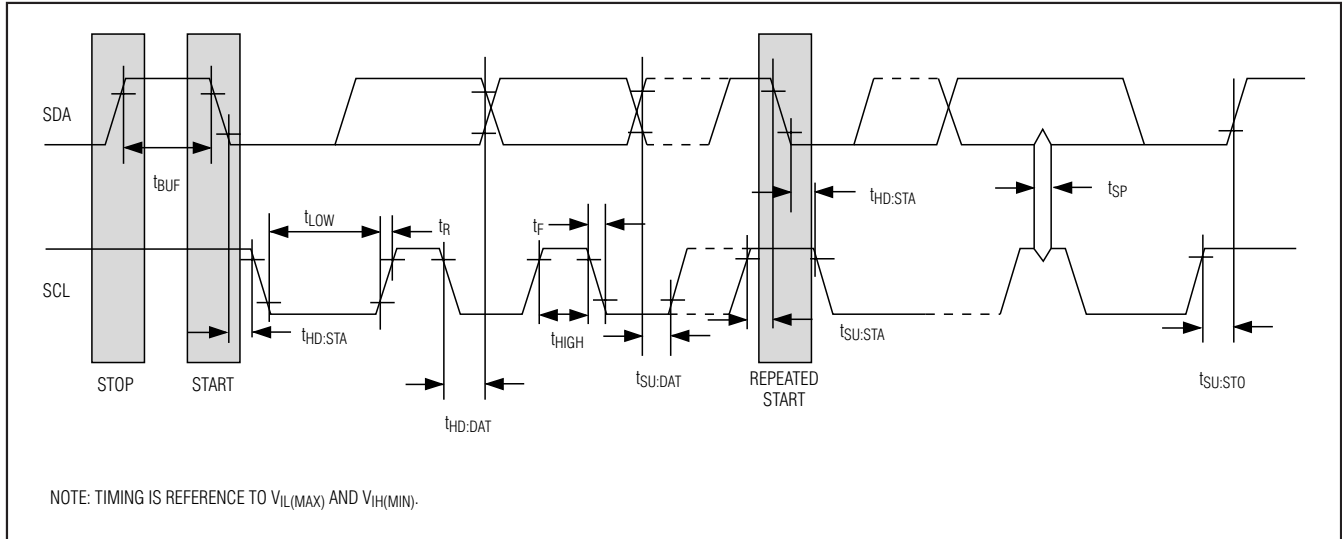 SDA
tBUF
tHD:STA
tSP
tLOW
tR
tF
SCL
tHD:STA
tHIGH
tSU:STA
tSU:DAT
tSU:STO
STOP
START
REPEATED
START
tHD:DAT
NOTE: TIMING IS REFERENCE TO VIL(MAX) AND VIH(MIN).